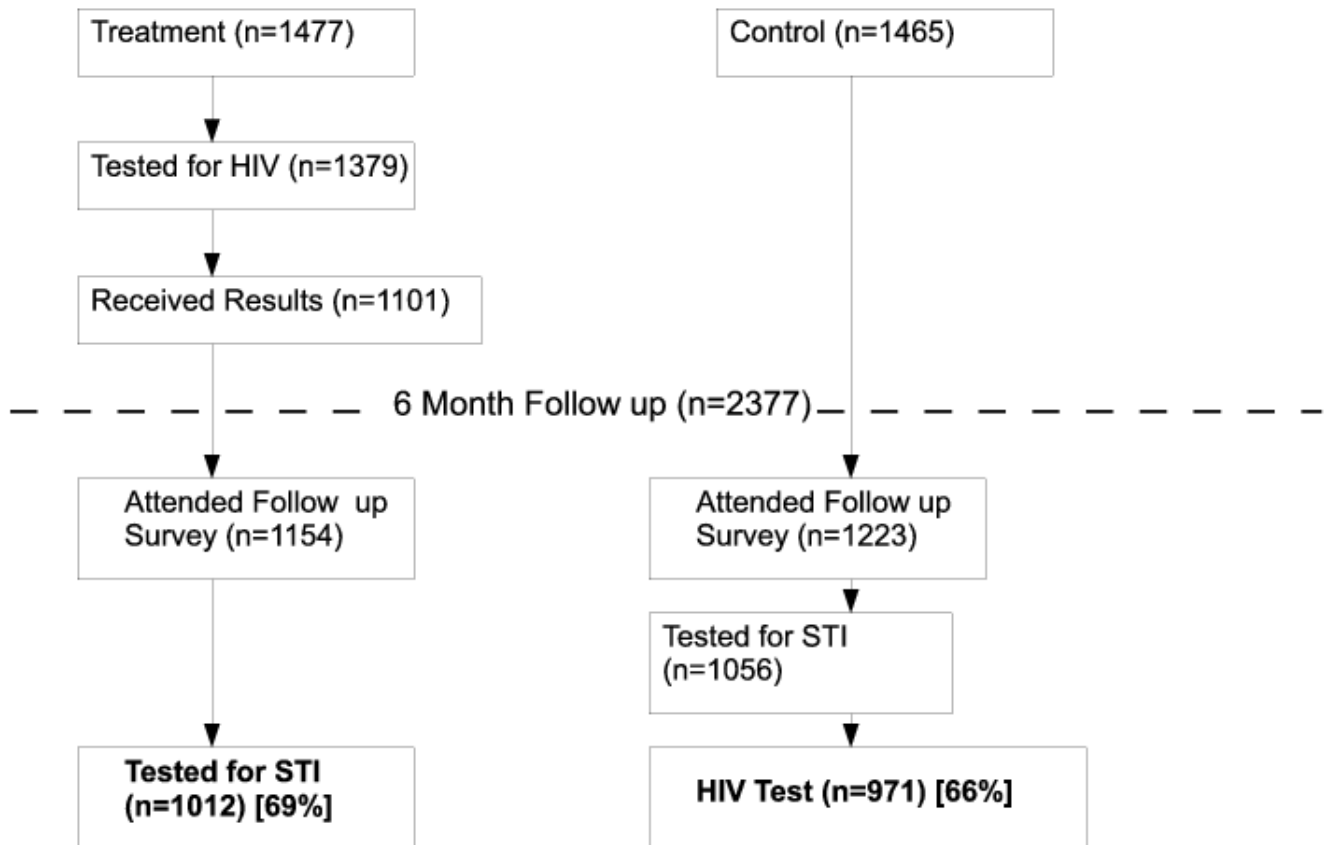 Treatment (n=1477)
Control (n=1465)
Tested for HIV (n=1379)
Received Results (n=1101)
6 Month Follow up (n=2377)
Attended Follow up
Survey (n=1154)
Attended Follow up
Survey (n=1223)
Tested for STI
(n=1056)
Tested for STI
(n=1012) [69%]
HIV Test (n=971) [66%]